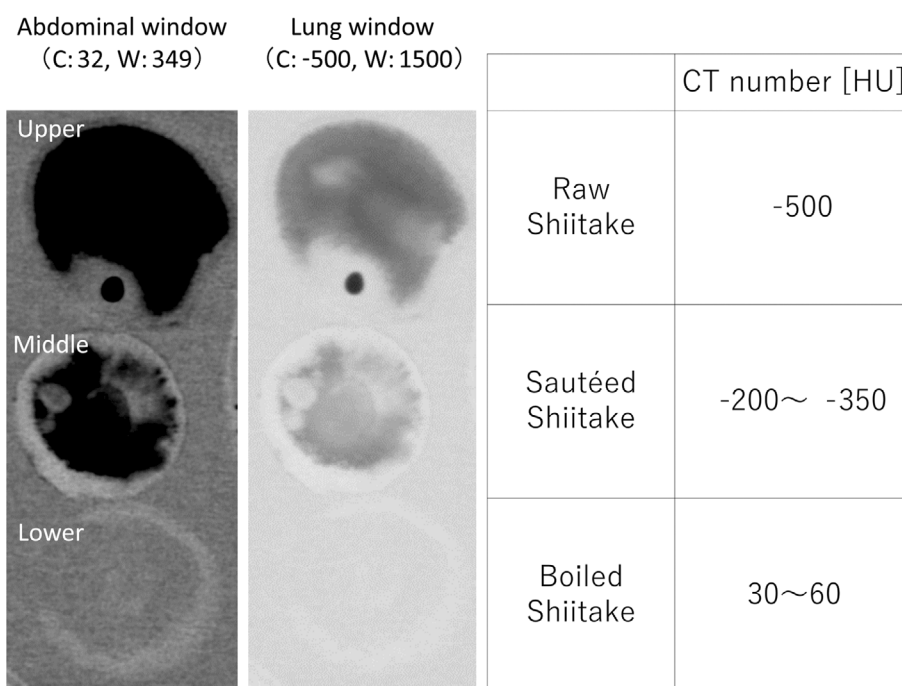 Abdominal window
（C: 32, W: 349）
Lung window
（C: -500, W: 1500）
Upper
Middle
Lower
CT number [HU]
Raw
Shiitake
-500
Sautéed
Shiitake
-200～ -350
Boiled
Shiitake
30～60